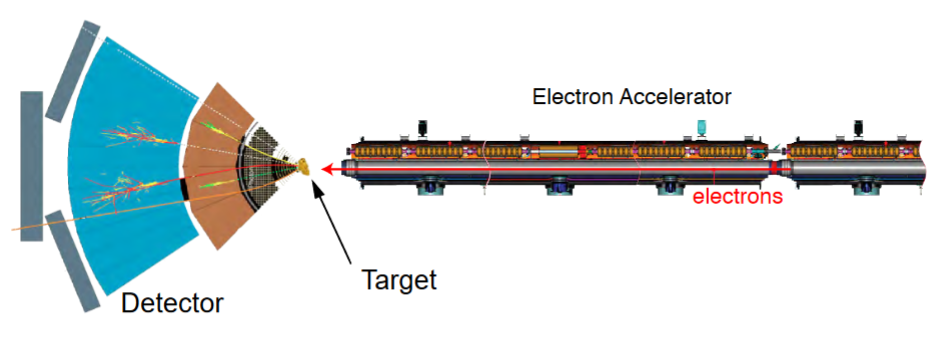 Electron Accelerator
electrons
Target
Detector